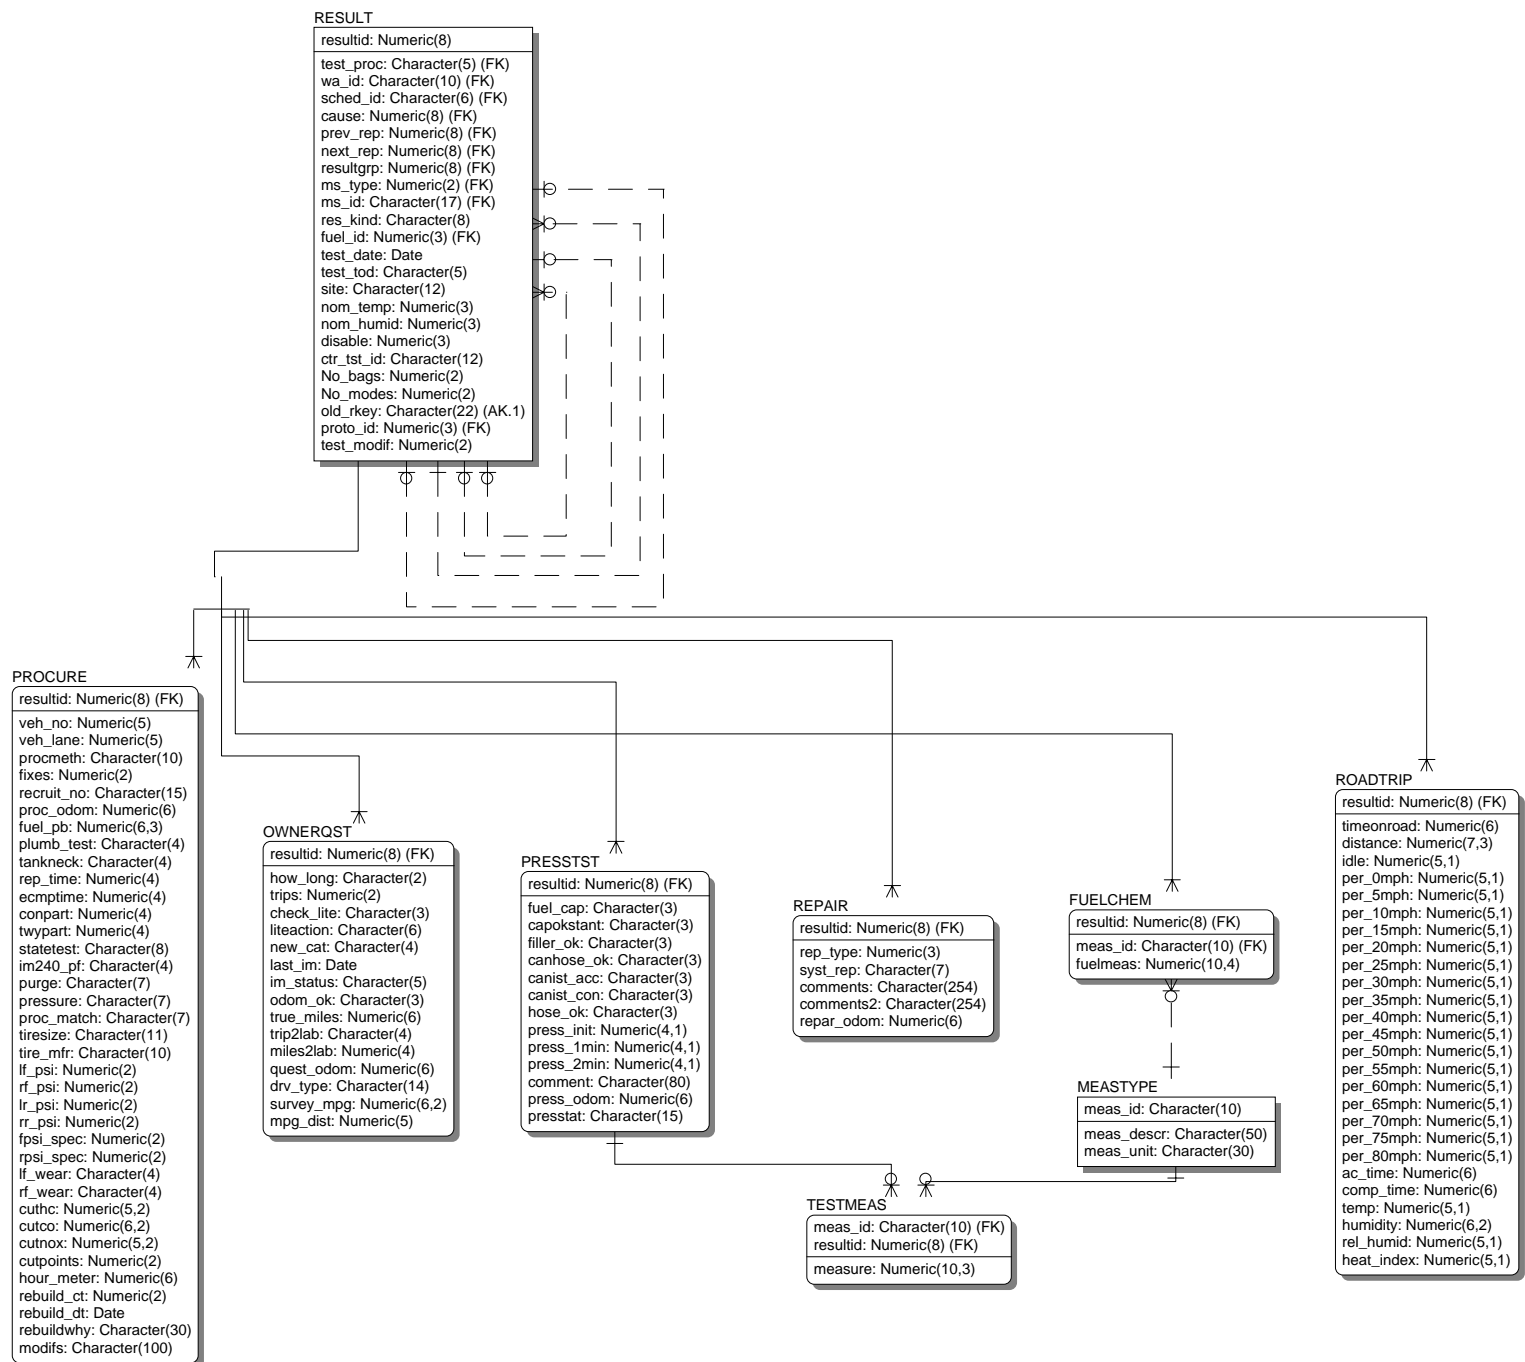 RESULT
resultid: Numeric(8)
test_proc: Character(5) (FK)
wa_id: Character(10) (FK)
sched_id: Character(6) (FK)
cause: Numeric(8) (FK)
prev_rep: Numeric(8) (FK)
next_rep: Numeric(8) (FK)
resultgrp: Numeric(8) (FK)
ms_type: Numeric(2) (FK)
ms_id: Character(17) (FK)
res_kind: Character(8)
fuel_id: Numeric(3) (FK)
test_date: Date
test_tod: Character(5)
site: Character(12)
nom_temp: Numeric(3)
nom_humid: Numeric(3)
disable: Numeric(3)
ctr_tst_id: Character(12)
No_bags: Numeric(2)
No_modes: Numeric(2)
old_rkey: Character(22) (AK.1)
proto_id: Numeric(3) (FK)
test_modif: Numeric(2)
PROCURE
resultid: Numeric(8) (FK)
veh_no: Numeric(5)
veh_lane: Numeric(5)
procmeth: Character(10)
fixes: Numeric(2)
recruit_no: Character(15)
proc_odom: Numeric(6)
fuel_pb: Numeric(6,3)
plumb_test: Character(4)
tankneck: Character(4)
rep_time: Numeric(4)
ecmptime: Numeric(4)
conpart: Numeric(4)
twypart: Numeric(4)
statetest: Character(8)
im240_pf: Character(4)
purge: Character(7)
pressure: Character(7)
proc_match: Character(7)
tiresize: Character(11)
tire_mfr: Character(10)
lf_psi: Numeric(2)
rf_psi: Numeric(2)
lr_psi: Numeric(2)
rr_psi: Numeric(2)
fpsi_spec: Numeric(2)
rpsi_spec: Numeric(2)
lf_wear: Character(4)
rf_wear: Character(4)
cuthc: Numeric(5,2)
cutco: Numeric(6,2)
cutnox: Numeric(5,2)
cutpoints: Numeric(2)
hour_meter: Numeric(6)
rebuild_ct: Numeric(2)
rebuild_dt: Date
rebuildwhy: Character(30)
modifs: Character(100)
OWNERQST
resultid: Numeric(8) (FK)
how_long: Character(2)
trips: Numeric(2)
check_lite: Character(3)
liteaction: Character(6)
new_cat: Character(4)
last_im: Date
im_status: Character(5)
odom_ok: Character(3)
true_miles: Numeric(6)
trip2lab: Character(4)
miles2lab: Numeric(4)
quest_odom: Numeric(6)
drv_type: Character(14)
survey_mpg: Numeric(6,2)
mpg_dist: Numeric(5)
PRESSTST
resultid: Numeric(8) (FK)
fuel_cap: Character(3)
capokstant: Character(3)
filler_ok: Character(3)
canhose_ok: Character(3)
canist_acc: Character(3)
canist_con: Character(3)
hose_ok: Character(3)
press_init: Numeric(4,1)
press_1min: Numeric(4,1)
press_2min: Numeric(4,1)
comment: Character(80)
press_odom: Numeric(6)
presstat: Character(15)
REPAIR
resultid: Numeric(8) (FK)
rep_type: Numeric(3)
syst_rep: Character(7)
comments: Character(254)
comments2: Character(254)
repar_odom: Numeric(6)
FUELCHEM
resultid: Numeric(8) (FK)
meas_id: Character(10) (FK)
fuelmeas: Numeric(10,4)
MEASTYPE
meas_id: Character(10)
meas_descr: Character(50)
meas_unit: Character(30)
TESTMEAS
meas_id: Character(10) (FK)
resultid: Numeric(8) (FK)
measure: Numeric(10,3)
ROADTRIP
resultid: Numeric(8) (FK)
timeonroad: Numeric(6)
distance: Numeric(7,3)
idle: Numeric(5,1)
per_0mph: Numeric(5,1)
per_5mph: Numeric(5,1)
per_10mph: Numeric(5,1)
per_15mph: Numeric(5,1)
per_20mph: Numeric(5,1)
per_25mph: Numeric(5,1)
per_30mph: Numeric(5,1)
per_35mph: Numeric(5,1)
per_40mph: Numeric(5,1)
per_45mph: Numeric(5,1)
per_50mph: Numeric(5,1)
per_55mph: Numeric(5,1)
per_60mph: Numeric(5,1)
per_65mph: Numeric(5,1)
per_70mph: Numeric(5,1)
per_75mph: Numeric(5,1)
per_80mph: Numeric(5,1)
ac_time: Numeric(6)
comp_time: Numeric(6)
temp: Numeric(5,1)
humidity: Numeric(6,2)
rel_humid: Numeric(5,1)
heat_index: Numeric(5,1)